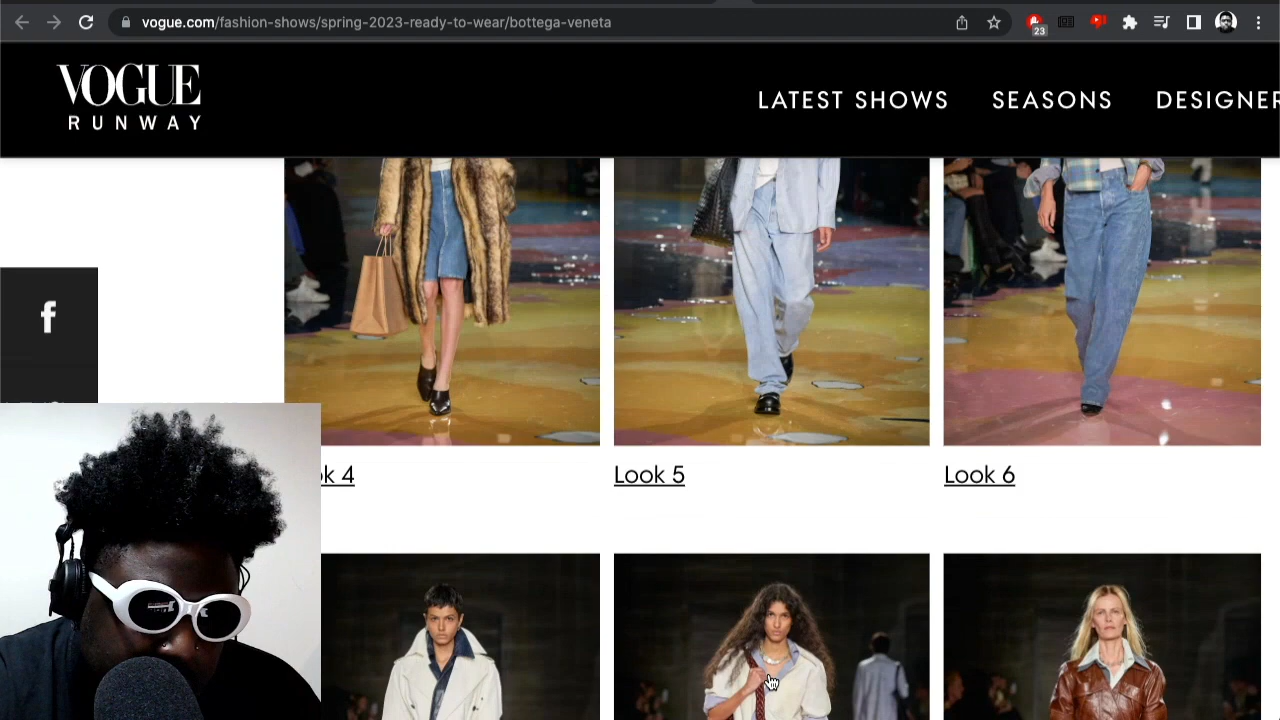 vogue.com/fashion-shows/spring-2023-ready-to-wear/bottega-veneta
23
VOGUE
RUNWAY
LATEST SHOWS
SEASONS
DESIGNER
f
k 4
Look 5
Look 6